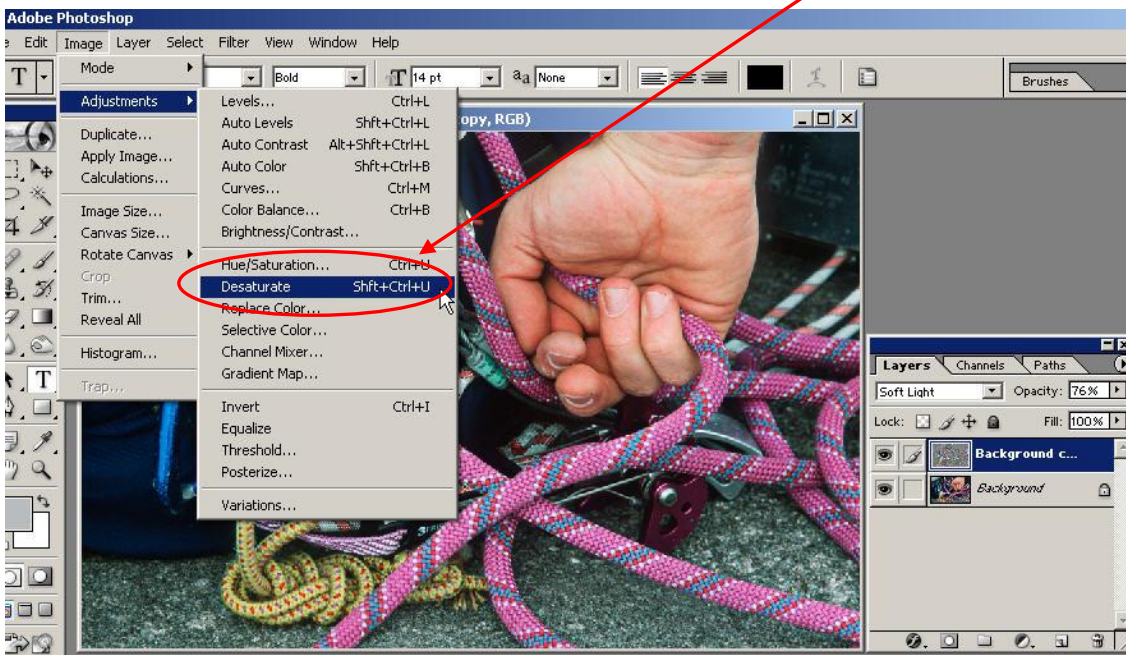 Adobe Photoshop
Edit Image Layer Select Filter View Window Help
T Bold T 14 pt aa None Brushes
Mode
Adjustments
Duplicate...
Apply Image...
Calculations...
Image Size...
Canvas Size...
Rotate Canvas
Crop
Trim...
Reveal All
Histogram...
Trap...
Levels... Ctrl+L
Auto Levels Shft+Ctrl+L
Auto Contrast Alt+Shft+Ctrl+L
Auto Color Shft+Ctrl+B
Curves... Ctrl+M
Color Balance... Ctrl+B
Brightness/Contrast...
Hue/Saturation... Ctrl+U
Desaturate Shft+Ctrl+U
Replace Color...
Selective Color...
Channel Mixer...
Gradient Map...
Invert Ctrl+I
Equalize
Threshold...
Posterize...
Variations...
opy, RGB)
T
Layers Channels Paths
Soft Light Opacity: 76%
Lock: Fill: 100%
Background c...
Background